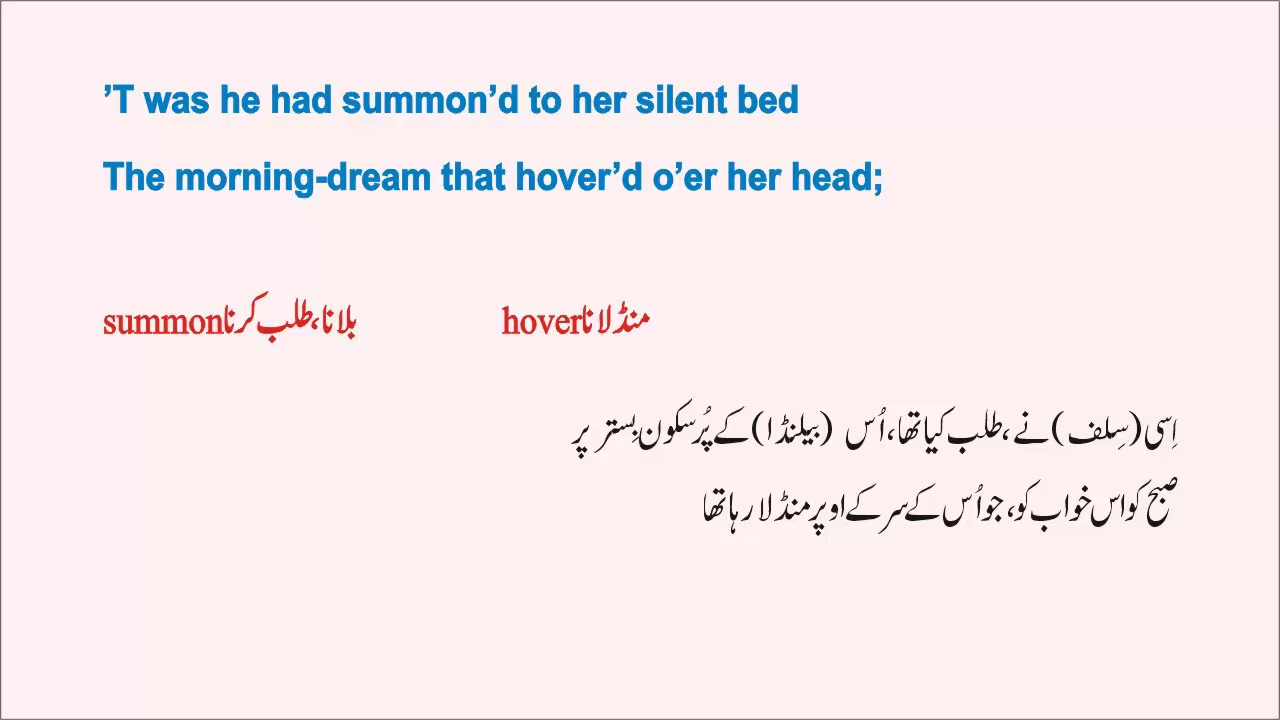 ’T was he had summon’d to her silent bed
The morning-dream that hover’d o’er her head;
summon بلانا، طلب کرنا hover منڈلانا
اِسی (سِلف) نے، طلب کیا تھا، اُس (بیلنڈا) کے پُرسکون بِستر پر
صبح کو اس خواب کو، جو اُس کے سر کے اوپر منڈلا رہا تھا